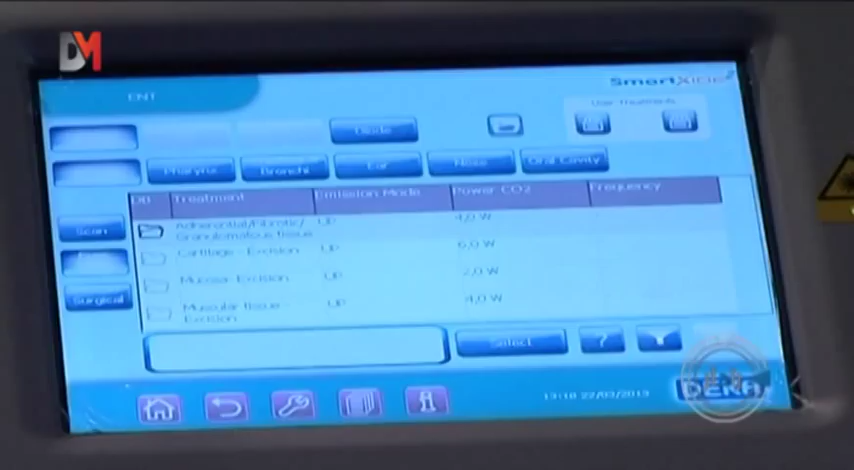 DM
SmartXide²
ENT
User Treatments
Diode
Pharynx
Bronchi
Ear
Nose
Oral Cavity
DB Treatment Emission Mode Power CO2 Frequency
Scan
Adherential/Fibrotic/ Granulomatous tissue UP 4,0 W
Cartilage - Excision UP 6,0 W
Mucosa- Excision UP 2,0 W
Surgical
Muscular tissue - Excision UP 4,0 W
Select
?
i
13:18 22/03/2013
DEKA